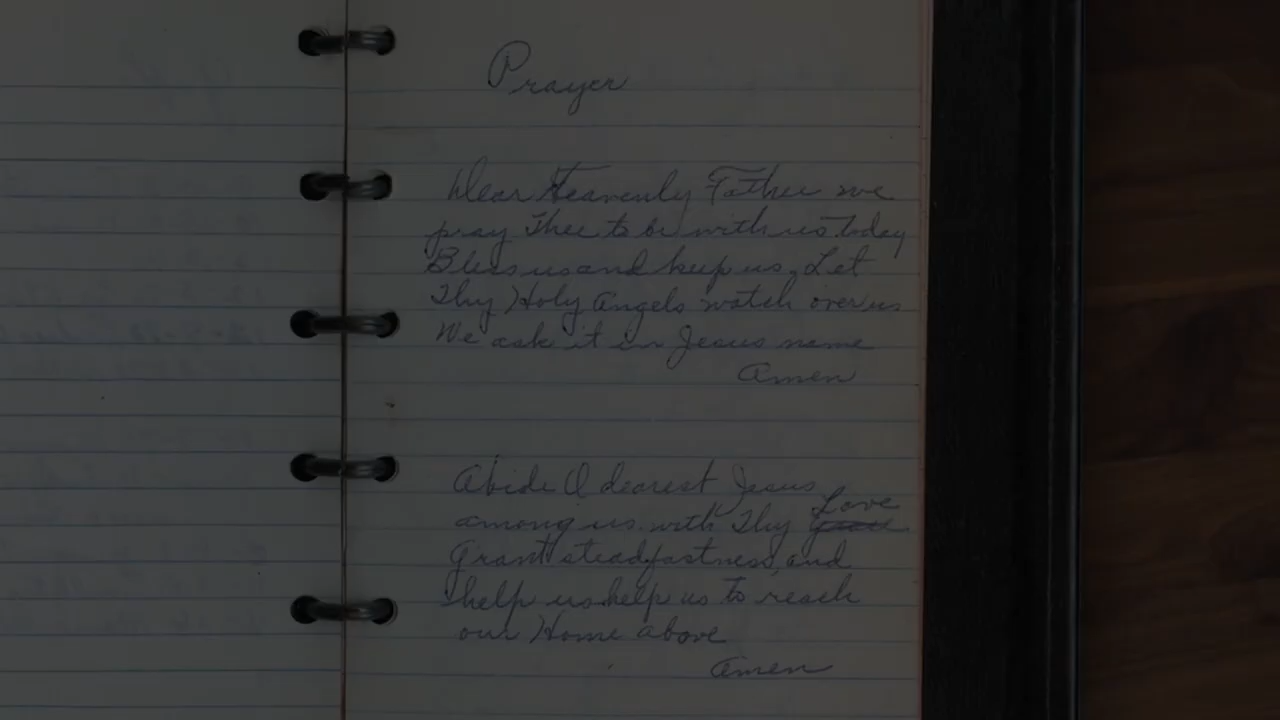 Prayer
Dear Heavenly Father we
pray Thee to be with us today
Bless us and keep us, Let
Thy Holy Angels watch over us
We ask it in Jesus name
Amen
Abide O dearest Jesus
Love
among us with Thy
Grant steadfastness and
help us help us to reach
our Home above
Amen